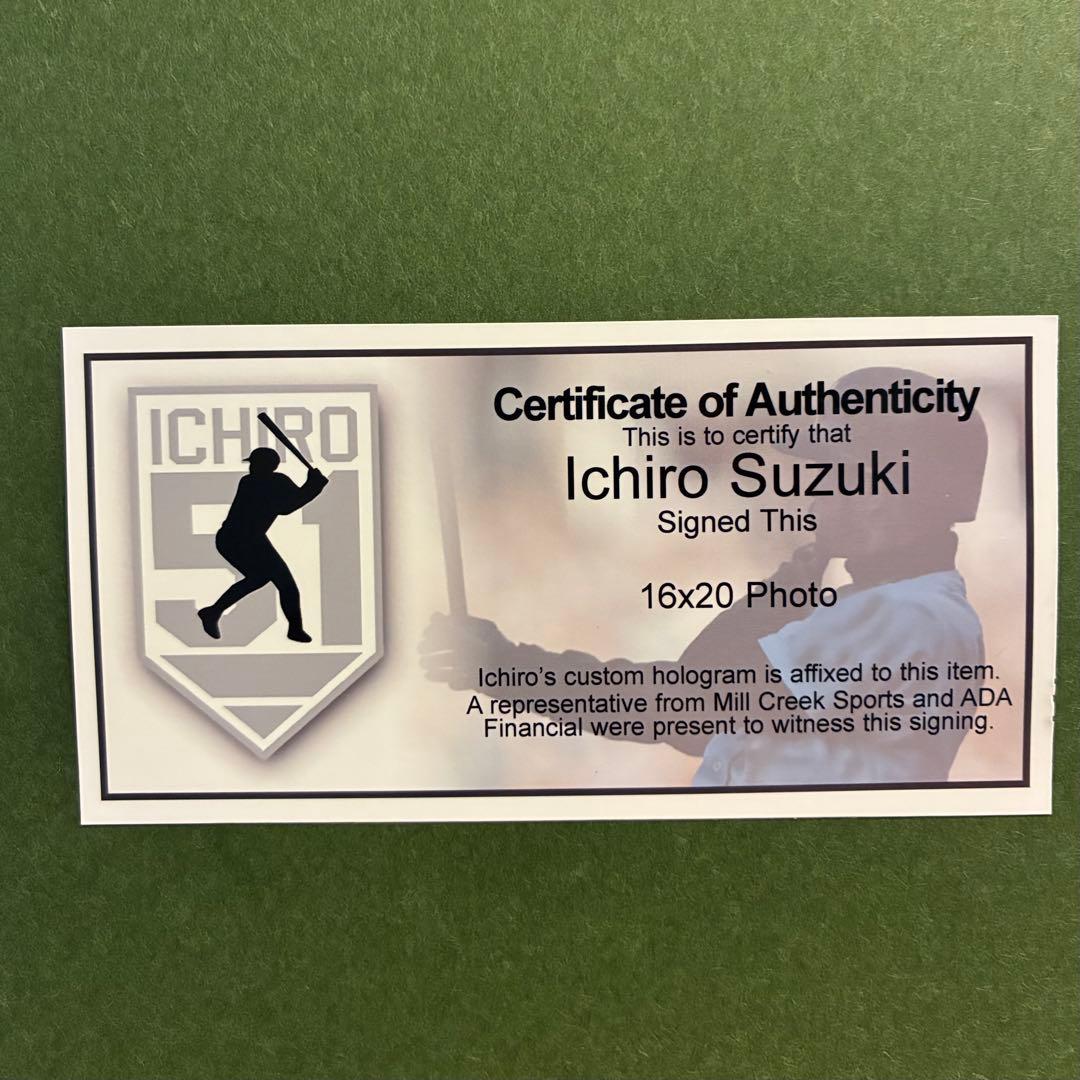 ICHIRO
51
Certificate of Authenticity
This is to certify that
Ichiro Suzuki
Signed This
16x20 Photo
Ichiro's custom hologram is affixed to this item.
A representative from Mill Creek Sports and ADA
Financial were present to witness this signing.